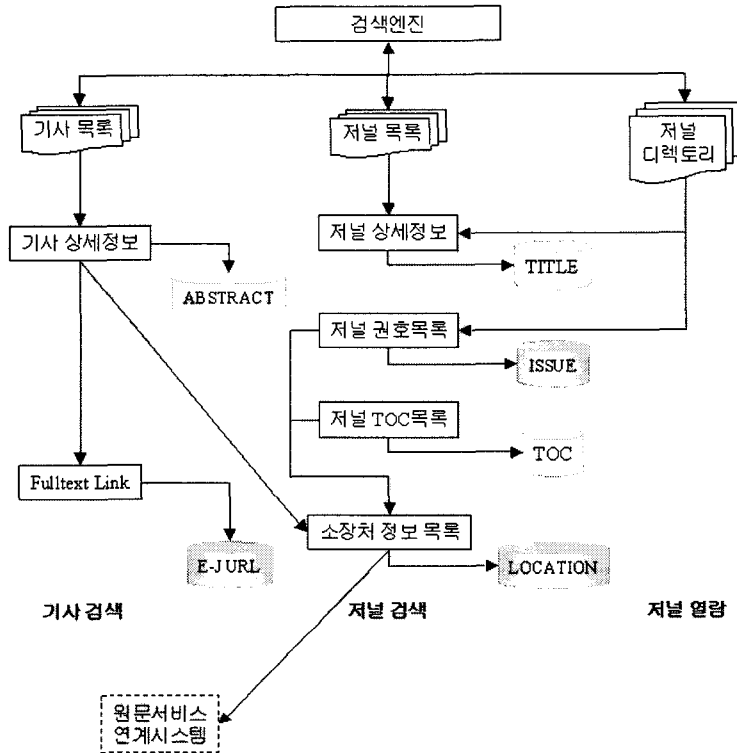 검색엔진
기사 목록
저널 목록
저널
디렉토리
기사 상세정보
저널 상세정보
TITLE
ABSTRACT
저널 권호목록
ISSUE
저널 TOC목록
TOC
Fulltext Link
소장처 정보 목록
E-J URL
LOCATION
기사 검색
저널 검색
저널 열람
원문서비스
연계시스템